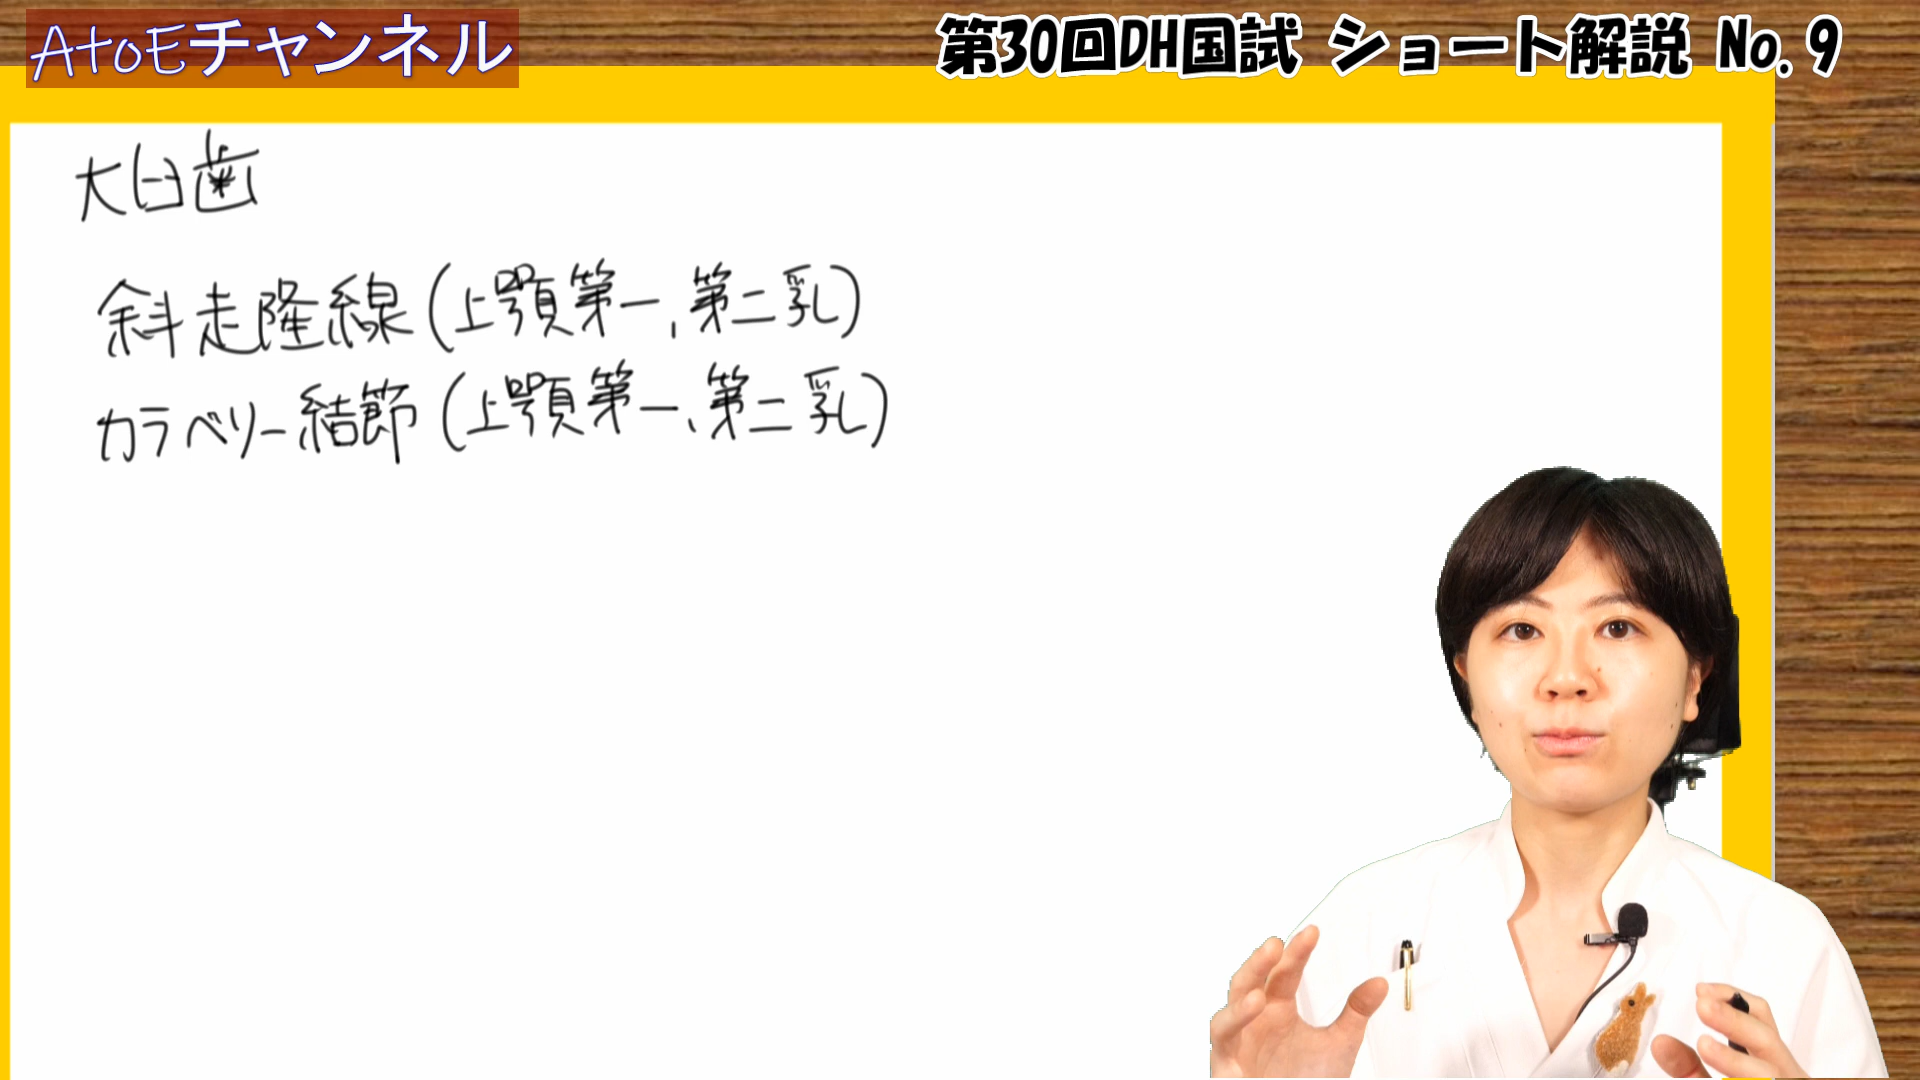 AtoEチャンネル
第30回DH国試 ショート解説 No.9
大臼歯
斜走隆線(上顎第一、第二乳)
カラベリー結節(上顎第一、第二乳)